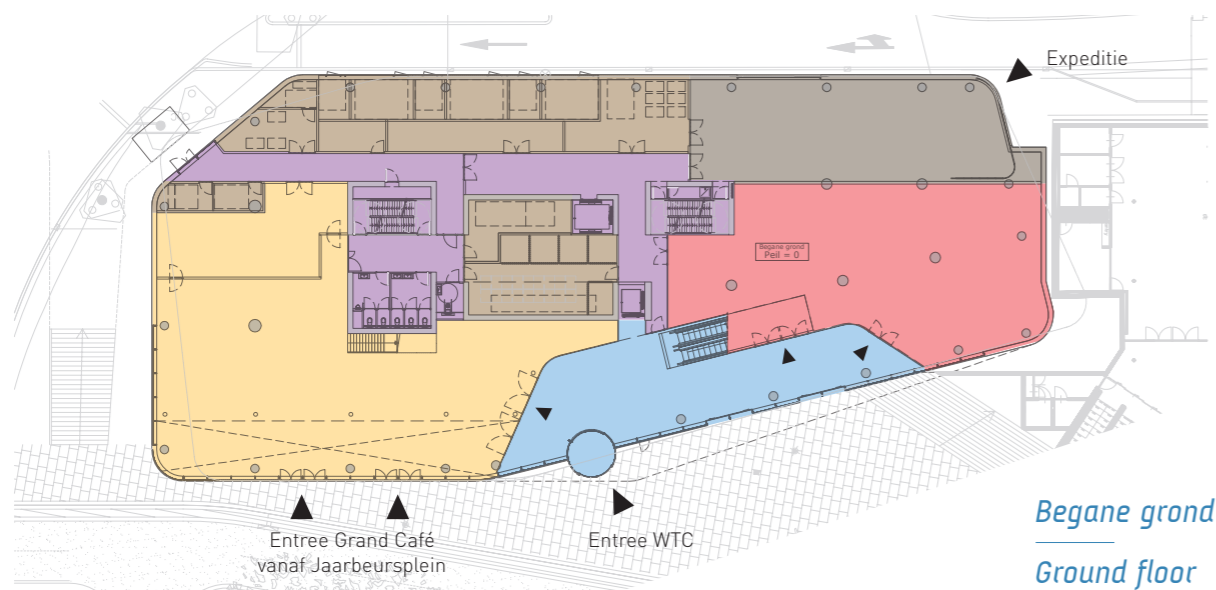 Expeditie
Begane grond
Peil = 0
Entree Grand Café
vanaf Jaarbeursplein
Entree WTC
Begane grond
Ground floor